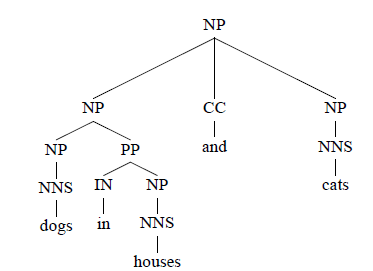 NP
NP CC NP
NP PP and NNS
NNS IN NP cats
dogs in NNS
houses